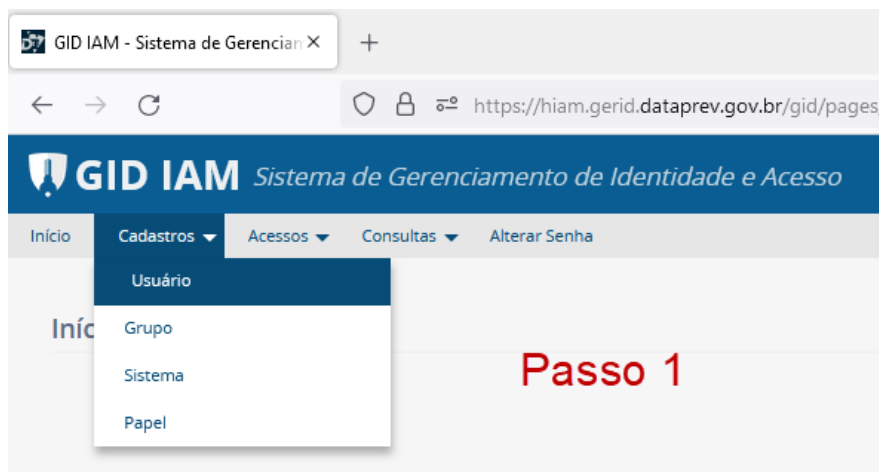 GID IAM - Sistema de Gerencian
https://hiam.gerid.dataprev.gov.br/gid/pages
GID IAM Sistema de Gerenciamento de Identidade e Acesso
Início Cadastros Acessos Consultas Alterar Senha
Usuário
Iníc Grupo
Sistema
Passo 1
Papel